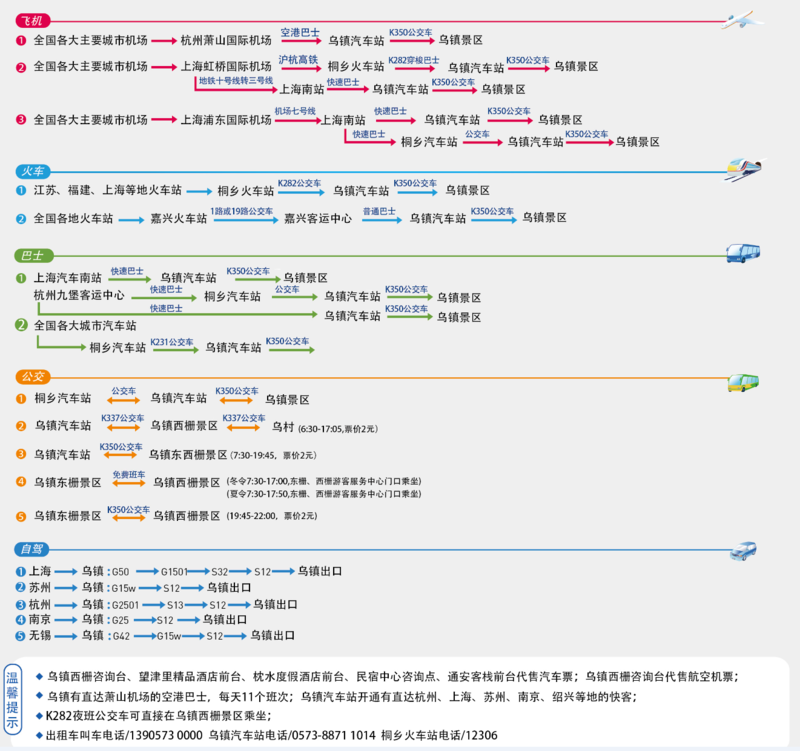 飞机
空港巴士 K350公交车
1 全国各大主要城市机场 杭州萧山国际机场 乌镇汽车站 乌镇景区
沪杭高铁 K282穿梭巴士 K350公交车
2 全国各大主要城市机场 上海虹桥国际机场 桐乡火车站 乌镇汽车站 乌镇景区
地铁十号线转三号线 快速巴士 K350公交车
上海南站 乌镇汽车站 乌镇景区
机场七号线 快速巴士 K350公交车
3 全国各大主要城市机场 上海浦东国际机场 上海南站 乌镇汽车站 乌镇景区
快速巴士 公交车 K350公交车
桐乡汽车站 乌镇汽车站 乌镇景区
火车
K282公交车 K350公交车
1 江苏、福建、上海等地火车站 桐乡火车站 乌镇汽车站 乌镇景区
1路或19路公交车 普通巴士 K350公交车
2 全国各地火车站 嘉兴火车站 嘉兴客运中心 乌镇汽车站 乌镇景区
巴士
快速巴士 K350公交车
1 上海汽车南站 乌镇汽车站 乌镇景区
快速巴士 公交车 K350公交车
杭州九堡客运中心 桐乡汽车站 乌镇汽车站 乌镇景区
快速巴士 K350公交车
乌镇汽车站 乌镇景区
2 全国各大城市汽车站
K231公交车 K350公交车
桐乡汽车站 乌镇汽车站
公交
公交车 K350公交车
1 桐乡汽车站 乌镇汽车站 乌镇景区
K337公交车 K337公交车
2 乌镇汽车站 乌镇西栅景区 乌村 (6:30-17:05,票价2元)
K350公交车
3 乌镇汽车站 乌镇东西栅景区 (7:30-19:45，票价2元)
免费班车
4 乌镇东栅景区 乌镇西栅景区 (冬令7:30-17:00,东栅、西栅游客服务中心门口乘坐)
(夏令7:30-17:50,东栅、西栅游客服务中心门口乘坐)
K350公交车
5 乌镇东栅景区 乌镇西栅景区 (19:45-22:00，票价2元)
自驾
1 上海 乌镇：G50 G1501 S32 S12 乌镇出口
2 苏州 乌镇：G15w S12 乌镇出口
3 杭州 乌镇：G2501 S13 S12 乌镇出口
4 南京 乌镇：G25 S12 乌镇出口
5 无锡 乌镇：G42 G15w S12 乌镇出口
温馨提示
◆ 乌镇西栅咨询台、望津里精品酒店前台、枕水度假酒店前台、民宿中心咨询点、通安客栈前台代售汽车票；乌镇西栅咨询台代售航空机票；
◆ 乌镇有直达萧山机场的空港巴士，每天11个班次；乌镇汽车站开通有直达杭州、上海、苏州、南京、绍兴等地的快客；
◆ K282夜班公交车可直接在乌镇西栅景区乘坐；
◆ 出租车叫车电话/1390573 0000 乌镇汽车站电话/0573-8871 1014 桐乡火车站电话/12306